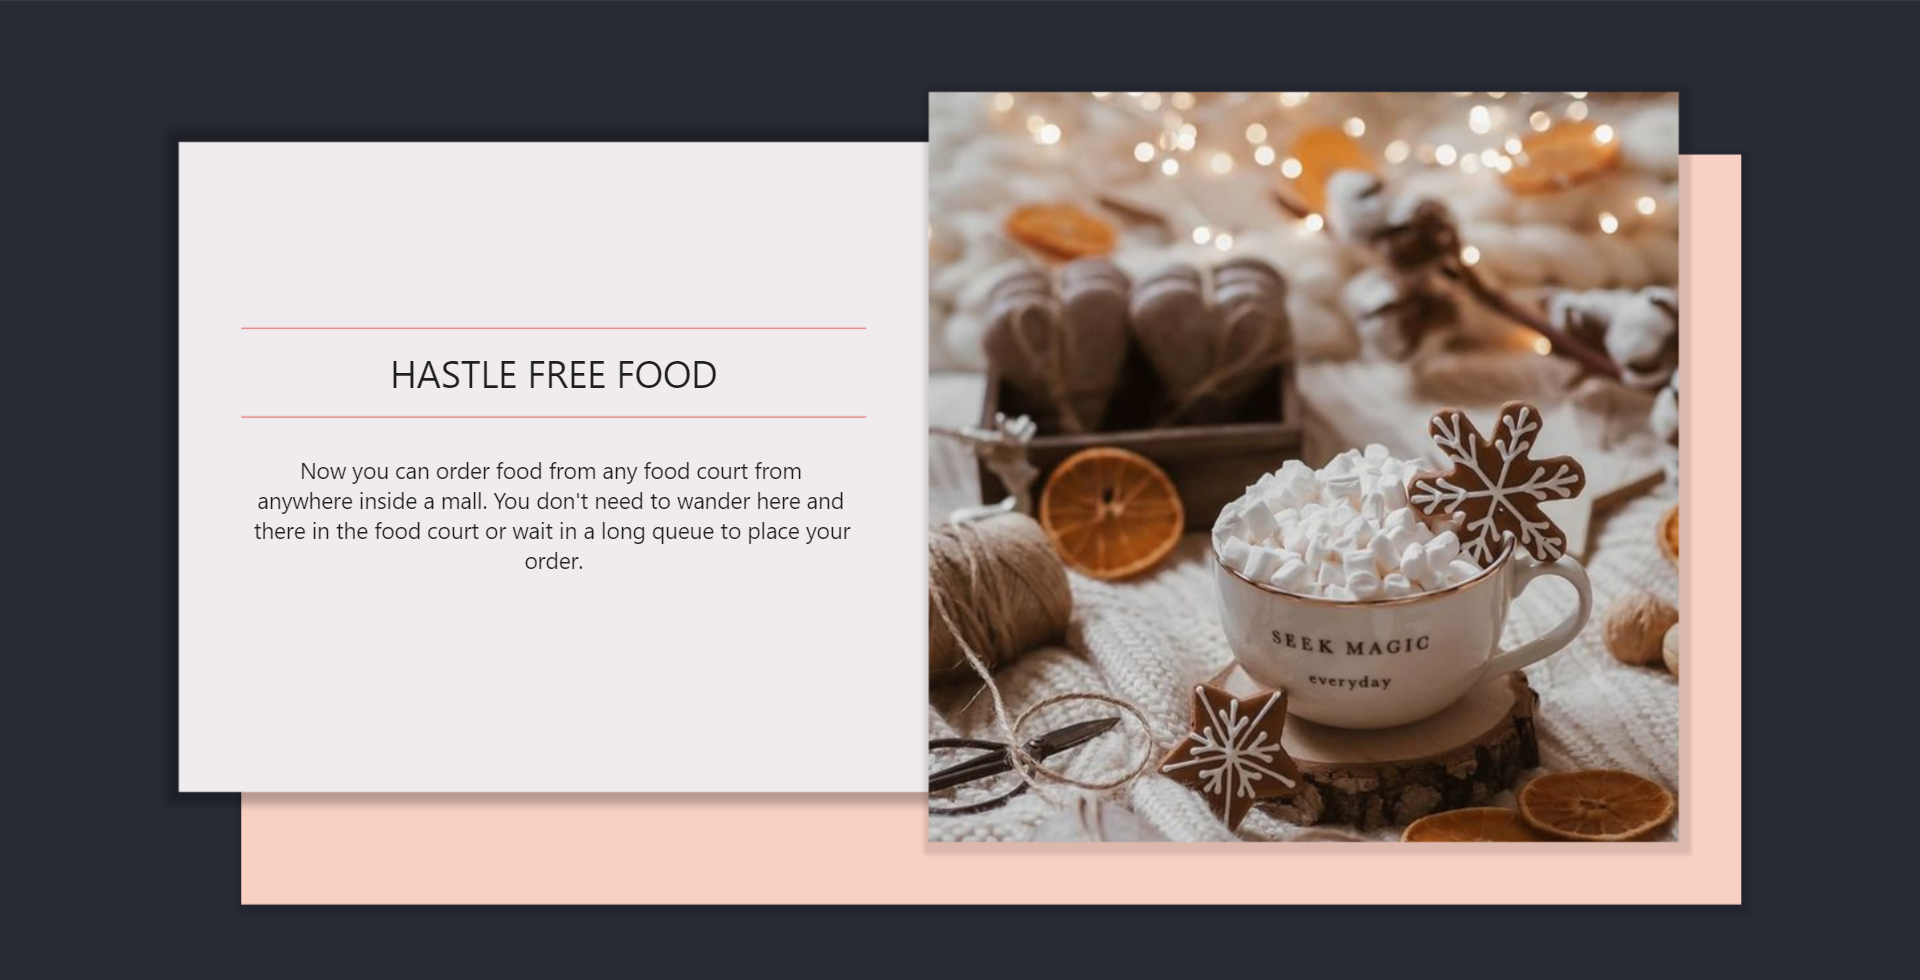 HASTLE FREE FOOD
Now you can order food from any food court from
anywhere inside a mall. You don't need to wander here and
there in the food court or wait in a long queue to place your
order.
SEEK MAGIC
everyday